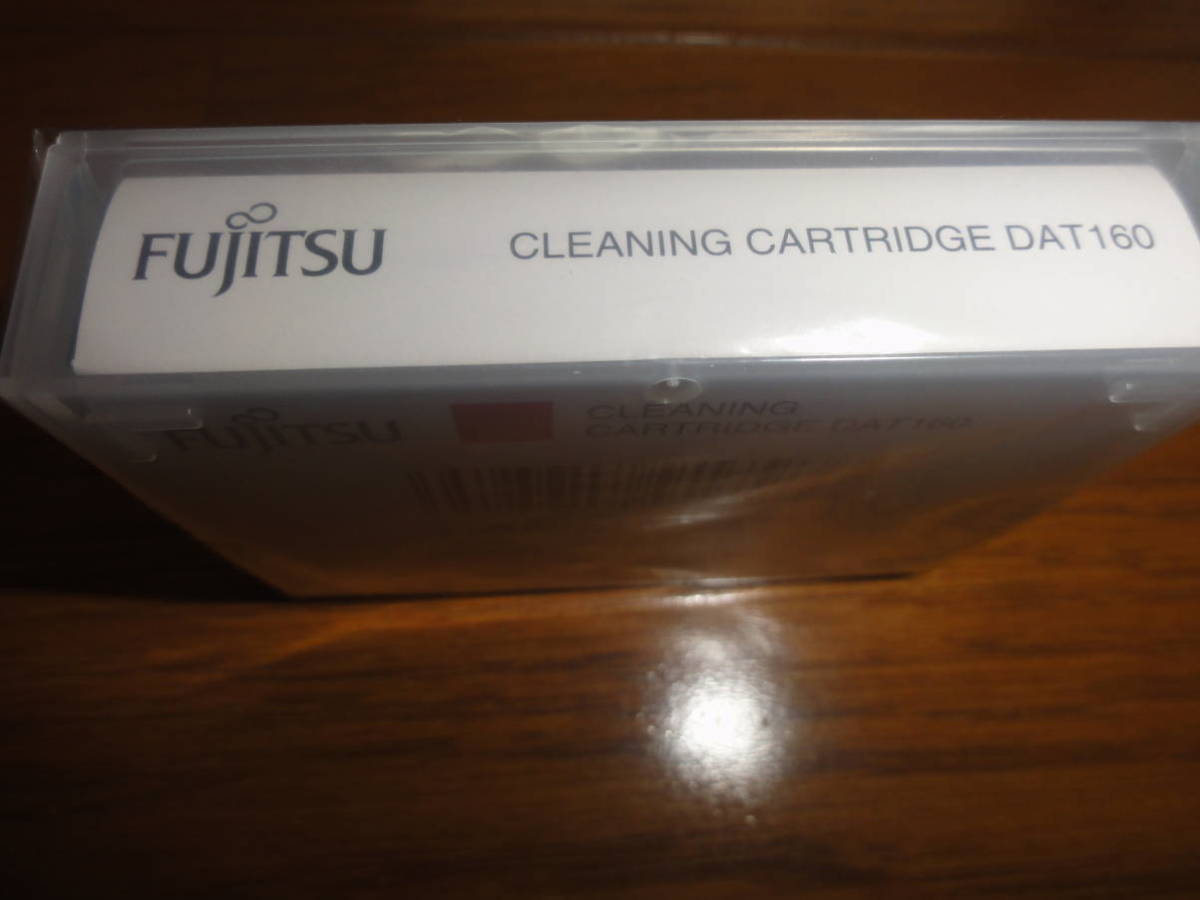 FUJITSU CLEANING CARTRIDGE DAT160
FUJITSU CLEANING
CARTRIDGE DAT160